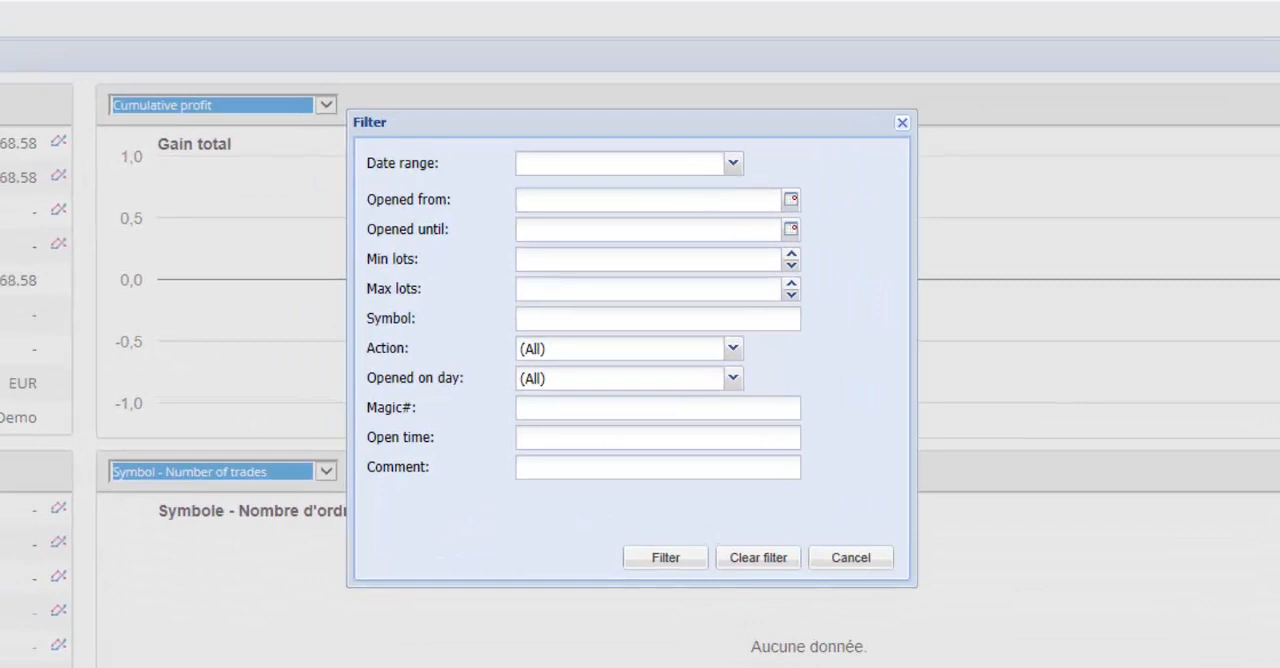 Cumulative profit
Gain total
1,0
0,5
0,0
-0,5
-1,0
68.58
68.58
-
-
68.58
-
-
EUR
Demo
Filter
Date range:
Opened from:
Opened until:
Min lots:
Max lots:
Symbol:
Action: (All)
Opened on day: (All)
Magic#:
Open time:
Comment:
Filter Clear filter Cancel
Symbol - Number of trades
Symbole - Nombre d'ord
-
-
-
-
-
Aucune donnée.